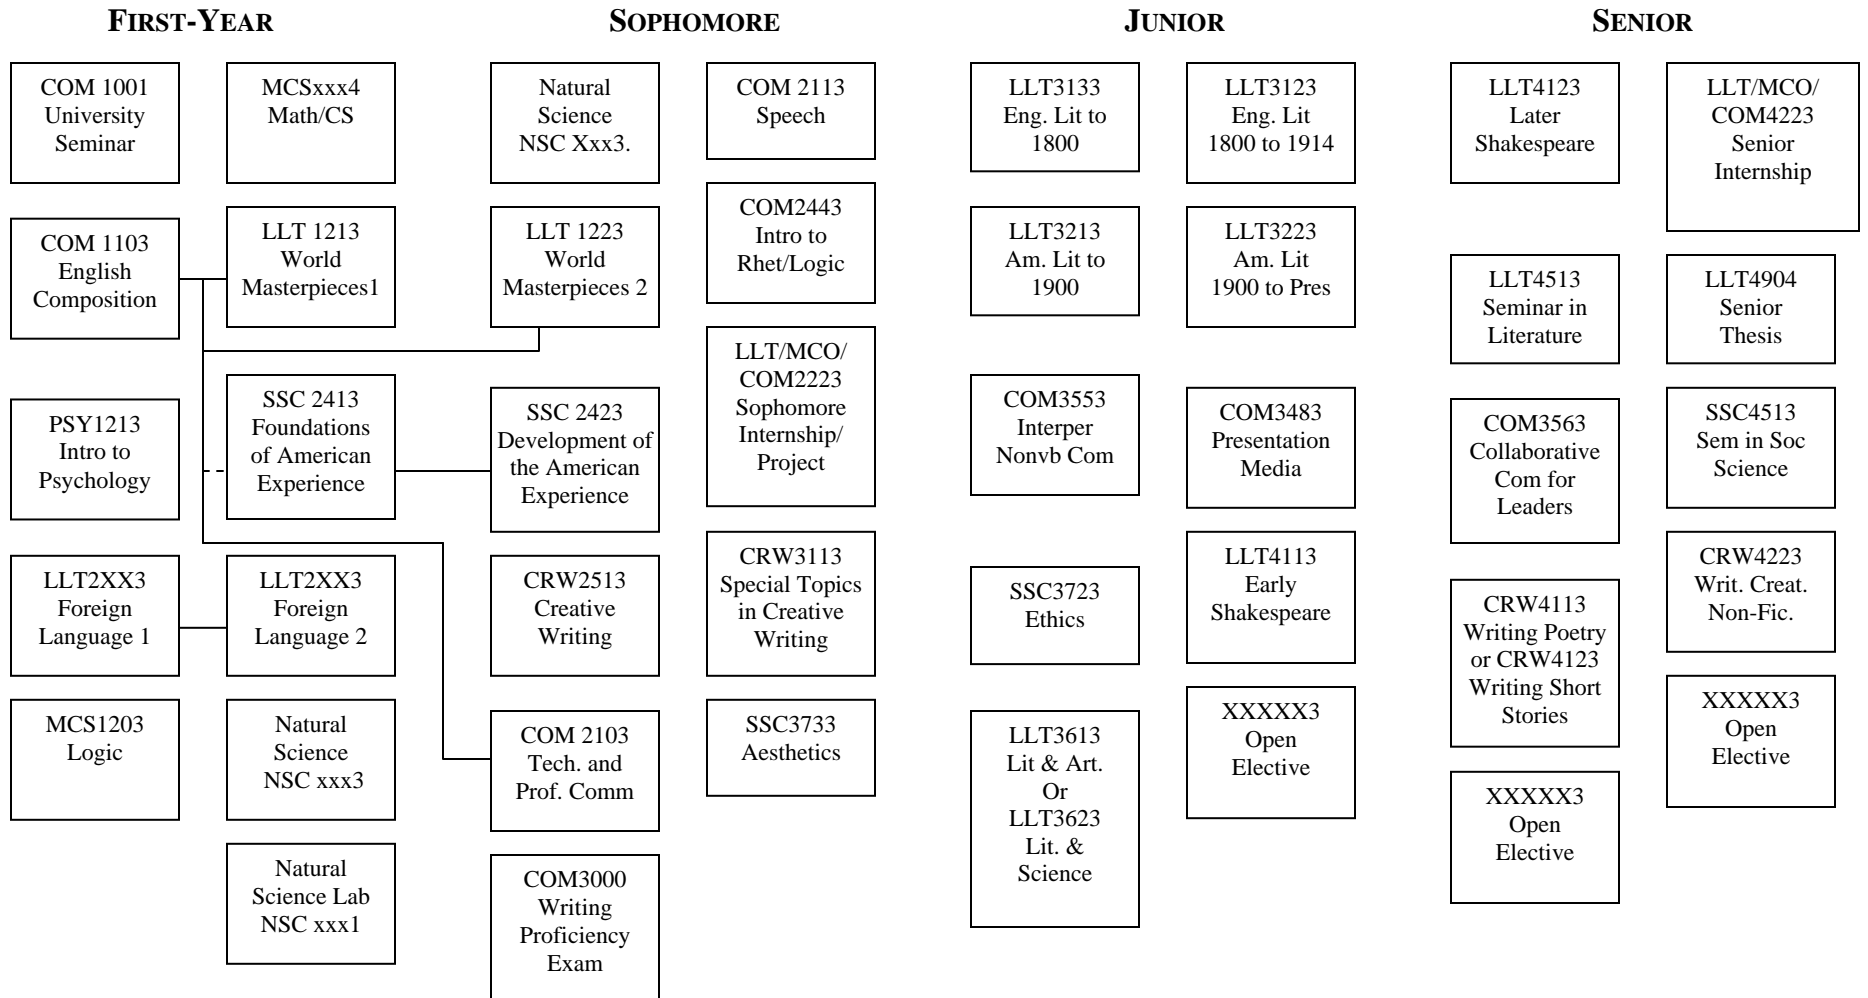 FIRST-YEAR
SOPHOMORE
JUNIOR
SENIOR
COM 1001
University
Seminar
COM 1103
English
Composition
PSY1213
Intro to
Psychology
LLT2XX3
Foreign
Language 1
MCS1203
Logic
MCSxxx4
Math/CS
LLT 1213
World
Masterpieces1
SSC 2413
Foundations
of American
Experience
LLT2XX3
Foreign
Language 2
Natural
Science
NSC xxx3
Natural
Science Lab
NSC xxx1
Natural
Science
NSC Xxx3.
LLT 1223
World
Masterpieces 2
SSC 2423
Development of
the American
Experience
CRW2513
Creative
Writing
COM 2103
Tech. and
Prof. Comm
COM3000
Writing
Proficiency
Exam
COM 2113
Speech
COM2443
Intro to
Rhet/Logic
LLT/MCO/
COM2223
Sophomore
Internship/
Project
CRW3113
Special Topics
in Creative
Writing
SSC3733
Aesthetics
LLT3133
Eng. Lit to
1800
LLT3213
Am. Lit to
1900
COM3553
Interper
Nonvb Com
SSC3723
Ethics
LLT3613
Lit & Art.
Or
LLT3623
Lit. &
Science
LLT3123
Eng. Lit
1800 to 1914
LLT3223
Am. Lit
1900 to Pres
COM3483
Presentation
Media
LLT4113
Early
Shakespeare
XXXXX3
Open
Elective
LLT4123
Later
Shakespeare
LLT4513
Seminar in
Literature
COM3563
Collaborative
Com for
Leaders
CRW4113
Writing Poetry
or CRW4123
Writing Short
Stories
XXXXX3
Open
Elective
LLT/MCO/
COM4223
Senior
Internship
LLT4904
Senior
Thesis
SSC4513
Sem in Soc
Science
CRW4223
Writ. Creat.
Non-Fic.
XXXXX3
Open
Elective